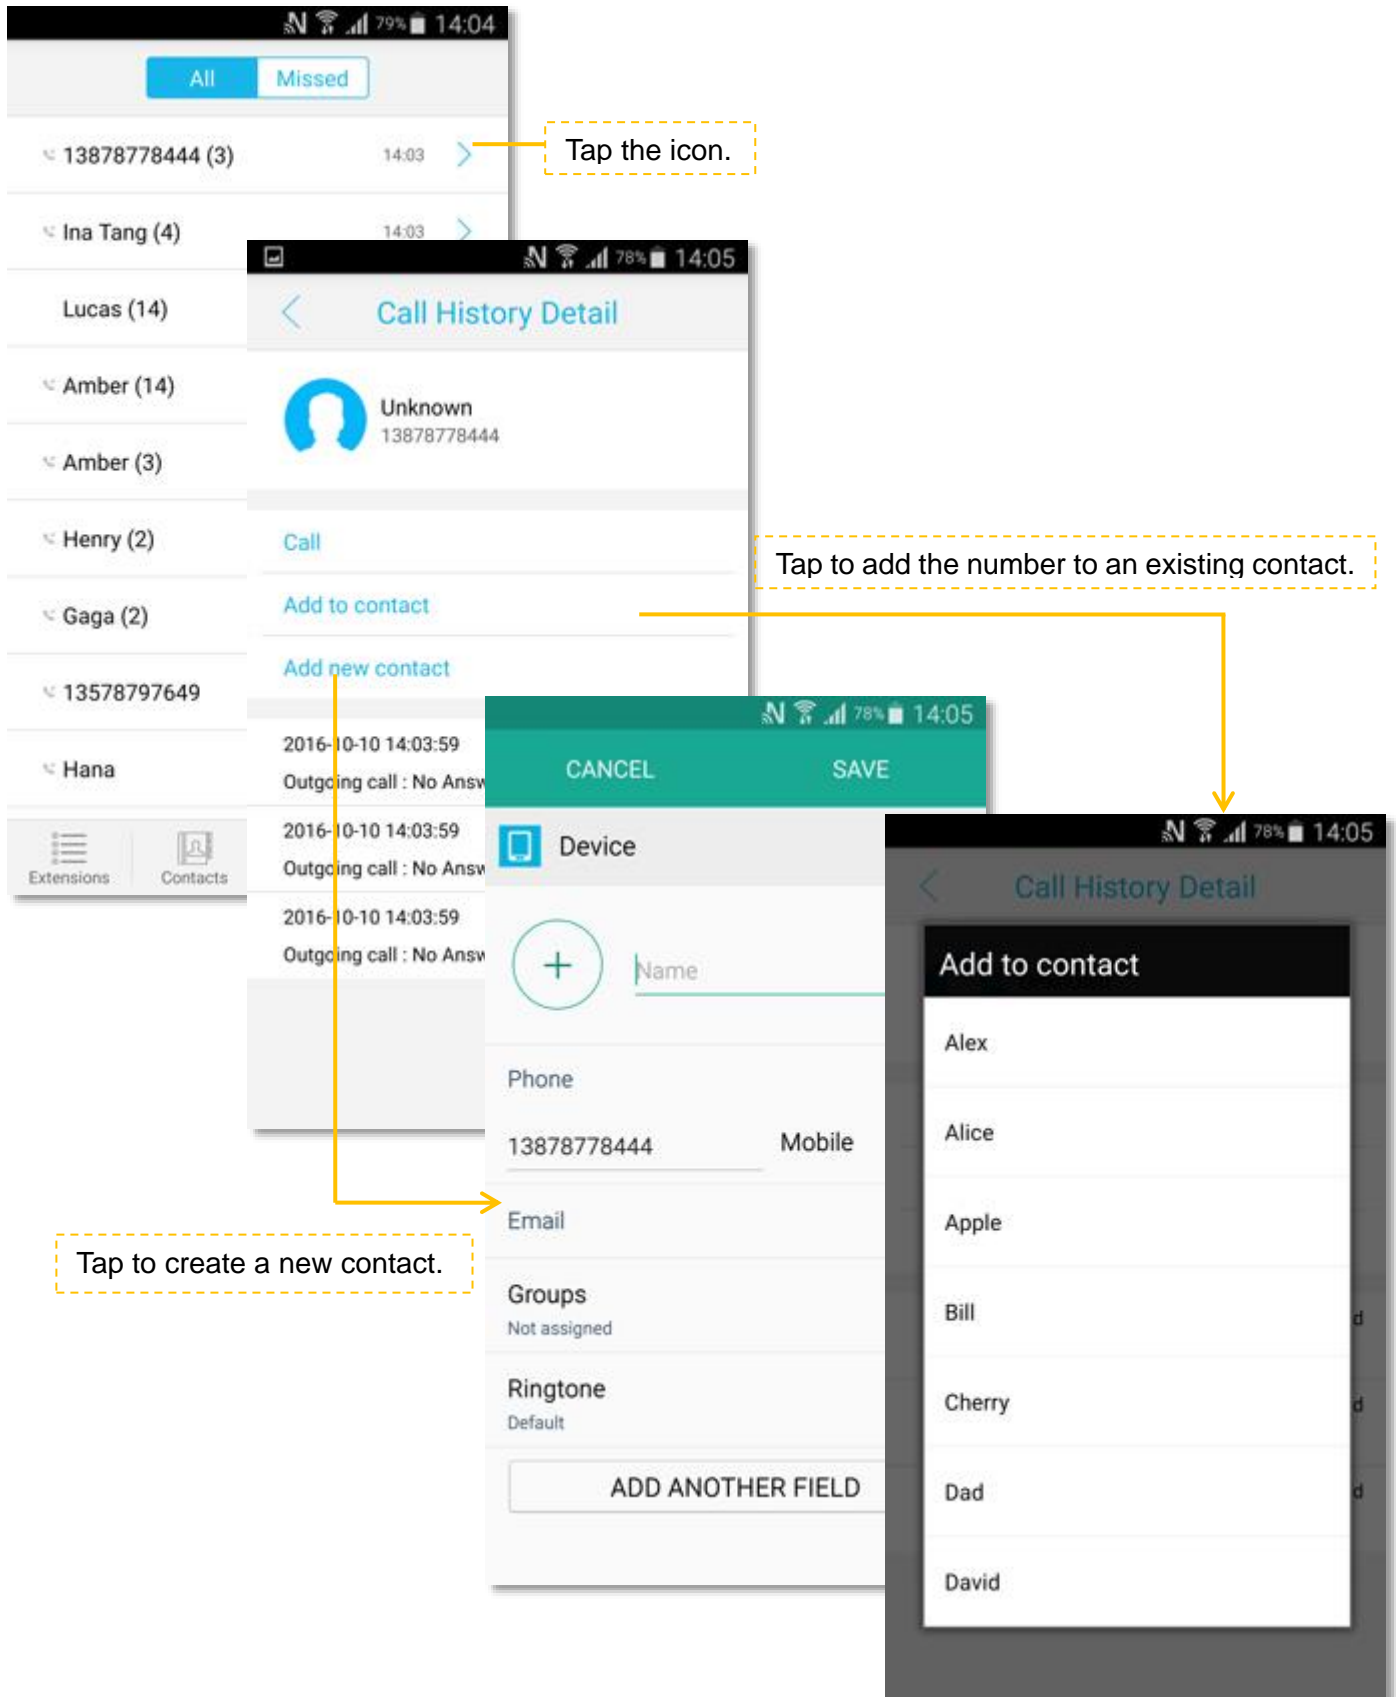 79% 14:04
All Missed
13878778444 (3) 14:03
Tap the icon.
Ina Tang (4) 14:03
Lucas (14)
Amber (14)
Amber (3)
Henry (2)
Gaga (2)
13578797649
Hana
Extensions Contacts
78% 14:05
Call History Detail
Unknown
13878778444
Call
Add to contact
Add new contact
2016-10-10 14:03:59
Outgoing call : No Answ
2016-10-10 14:03:59
Outgoing call : No Answ
2016-10-10 14:03:59
Outgoing call : No Answ
Tap to add the number to an existing contact.
Tap to create a new contact.
78% 14:05
CANCEL SAVE
Device
Name
Phone
13878778444 Mobile
Email
Groups
Not assigned
Ringtone
Default
ADD ANOTHER FIELD
78% 14:05
Call History Detail
Add to contact
Alex
Alice
Apple
Bill
d
Cherry
d
Dad
d
David